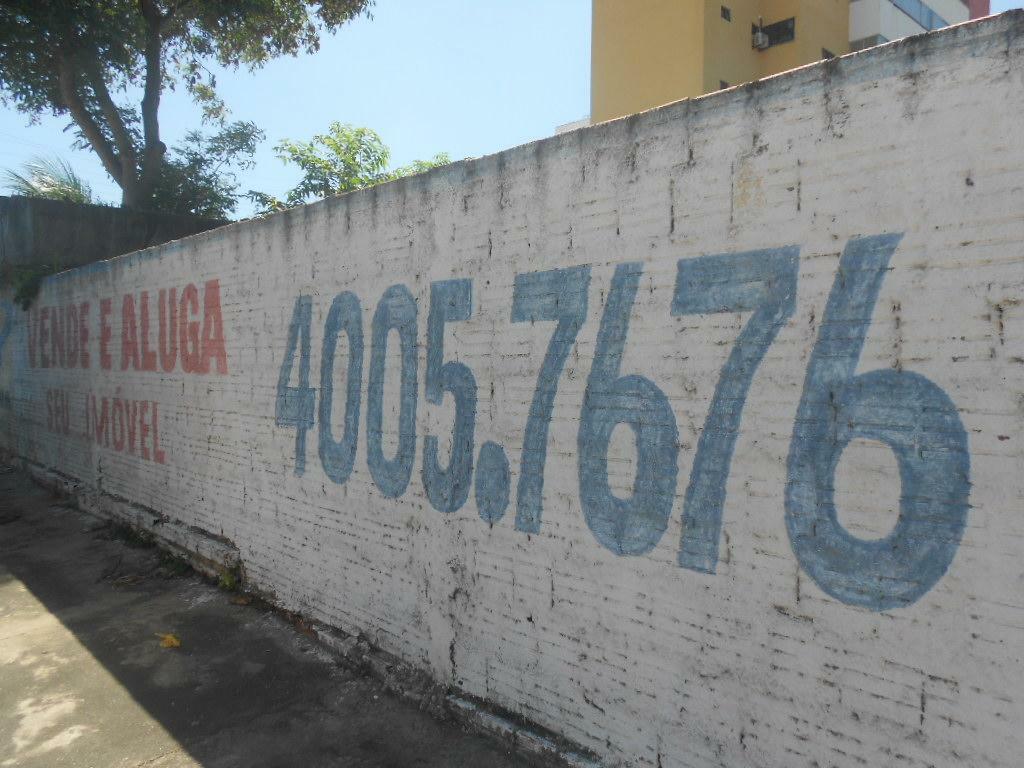 VENDE E ALUGA
SEU IMÓVEL
4005.7676